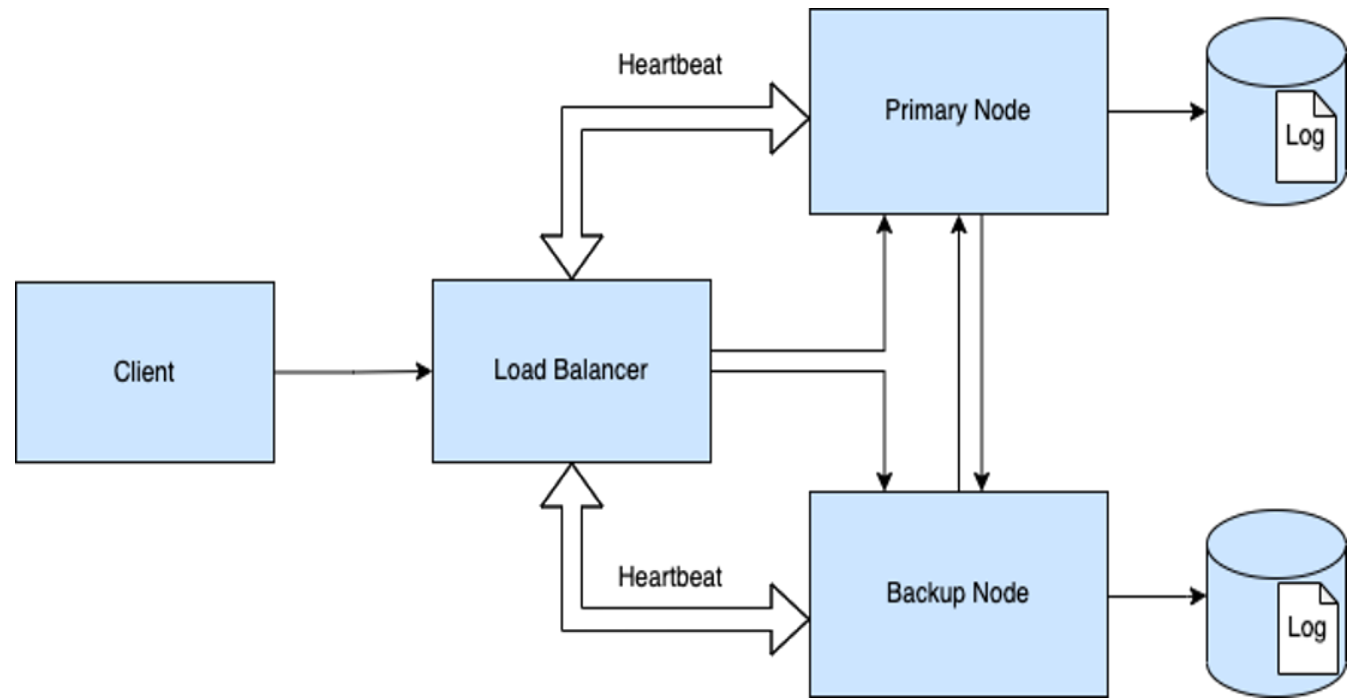 Heartbeat
Primary Node
Log
Client
Load Balancer
Heartbeat
Backup Node
Log